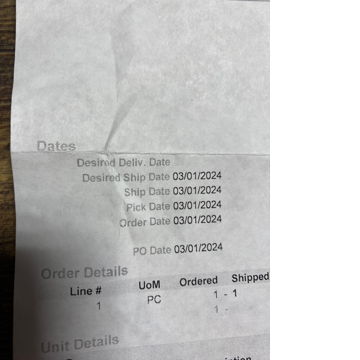 Dates
Desired Deliv. Date
Desired Ship Date 03/01/2024
Ship Date 03/01/2024
Pick Date 03/01/2024
Order Date 03/01/2024
PO Date 03/01/2024
Order Details
Line # UoM Ordered Shipped
1 PC 1 - 1
1 -
Unit Details